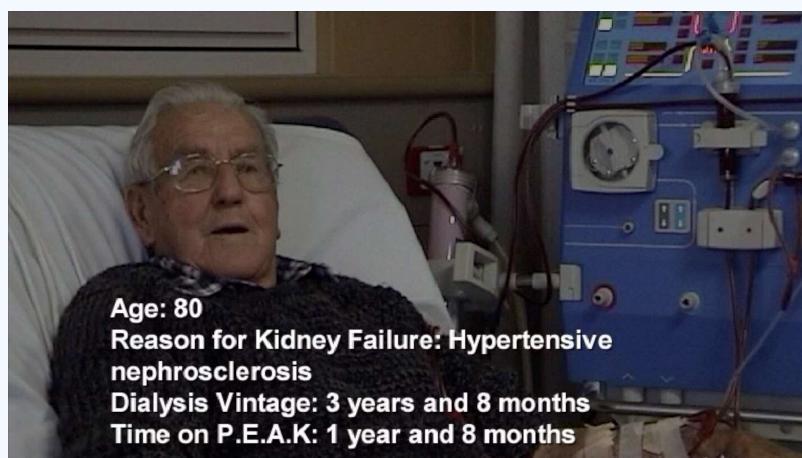 Age: 80
Reason for Kidney Failure: Hypertensive
nephrosclerosis
Dialysis Vintage: 3 years and 8 months
Time on P.E.A.K: 1 year and 8 months